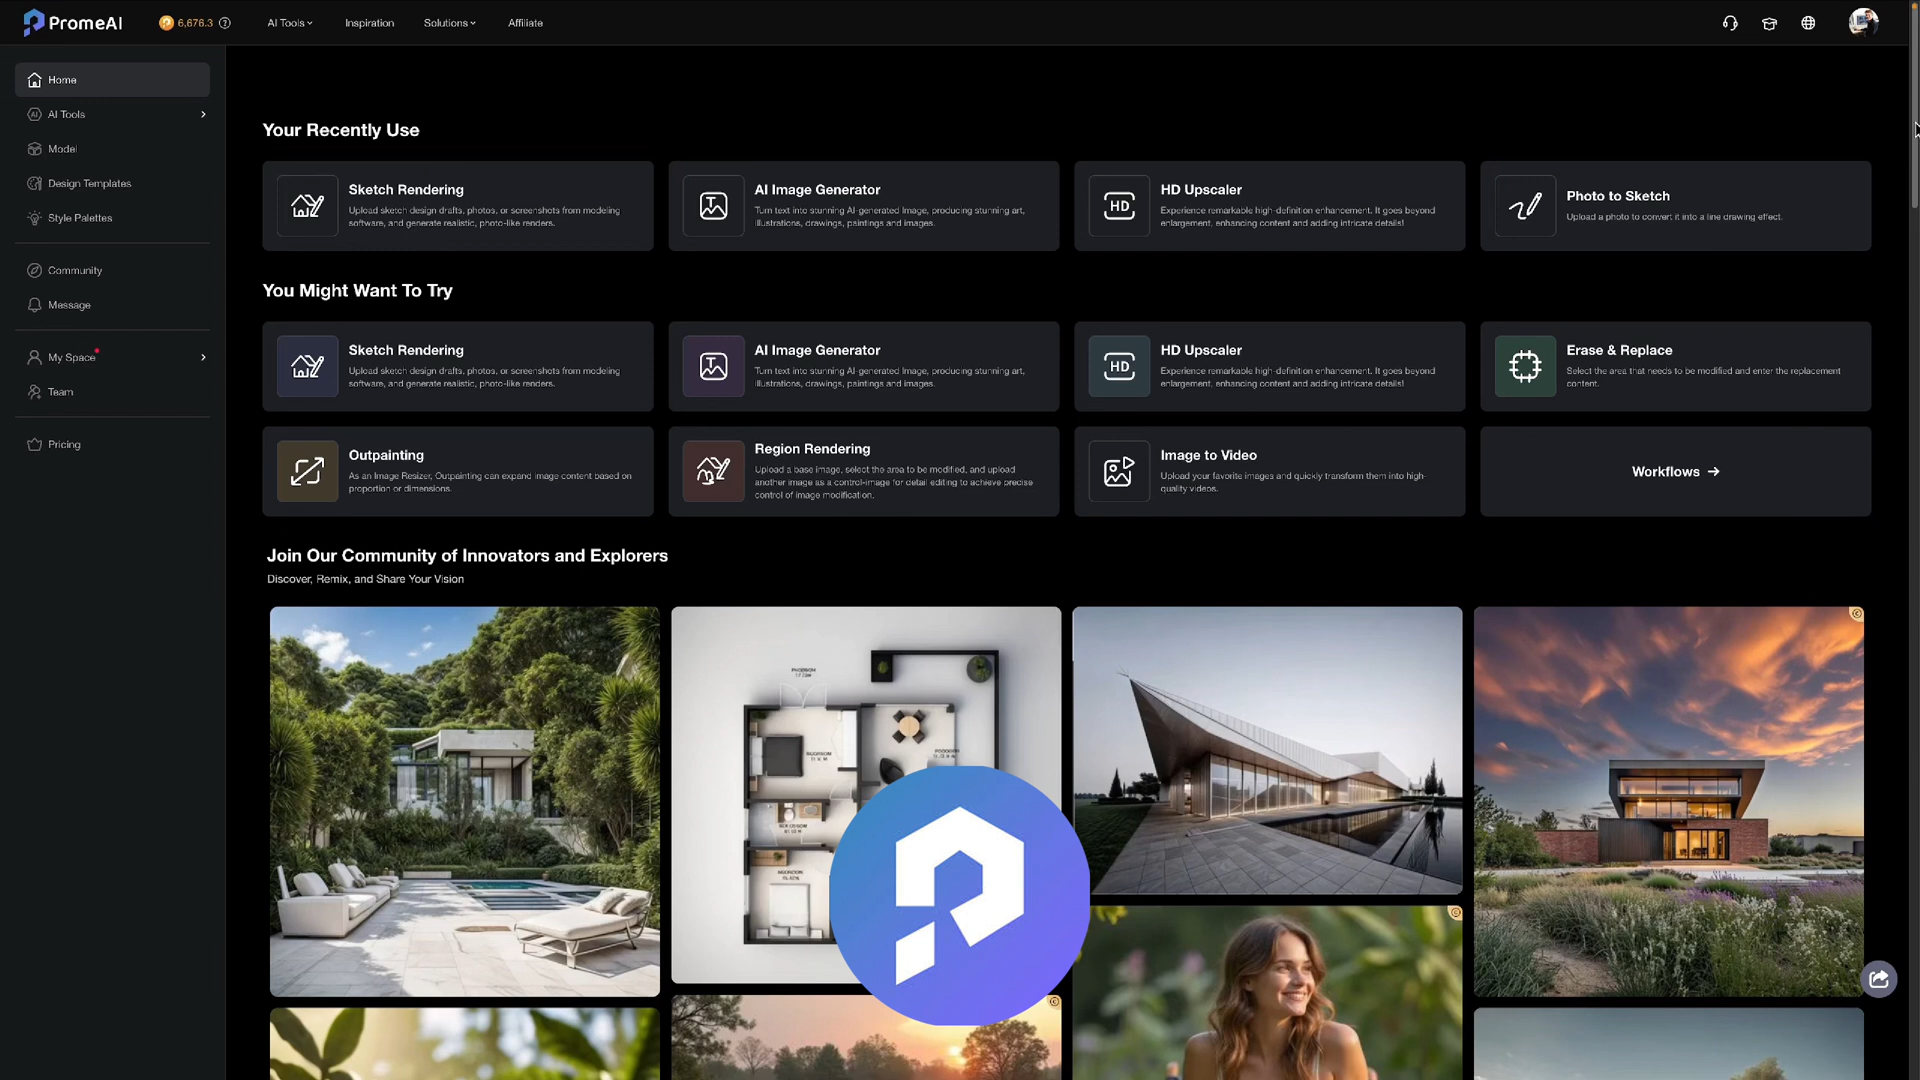 PromeAI
6,676.3
AI Tools
Inspiration
Solutions
Affiliate
Home
AI Tools
Model
Design Templates
Style Palettes
Community
Message
My Space
Team
Pricing
Your Recently Use
Sketch Rendering
Upload sketch design drafts, photos, or screenshots from modeling
software, and generate realistic, photo-like renders.
AI Image Generator
Turn text into stunning AI-generated Image, producing stunning art,
illustrations, drawings, paintings and images.
HD
HD Upscaler
Experience remarkable high-definition enhancement. It goes beyond
enlargement, enhancing content and adding intricate details!
Photo to Sketch
Upload a photo to convert it into a line drawing effect.
You Might Want To Try
Sketch Rendering
Upload sketch design drafts, photos, or screenshots from modeling
software, and generate realistic, photo-like renders.
AI Image Generator
Turn text into stunning AI-generated Image, producing stunning art,
illustrations, drawings, paintings and images.
HD
HD Upscaler
Experience remarkable high-definition enhancement. It goes beyond
enlargement, enhancing content and adding intricate details!
Erase & Replace
Select the area that needs to be modified and enter the replacement
content.
Outpainting
As an Image Resizer, Outpainting can expand image content based on
proportion or dimensions.
Region Rendering
Upload a base image, select the area to be modified, and upload
another image as a control-image for detail editing to achieve precise
control of image modification.
Image to Video
Upload your favorite images and quickly transform them into high-
quality videos.
Workflows →
Join Our Community of Innovators and Explorers
Discover, Remix, and Share Your Vision